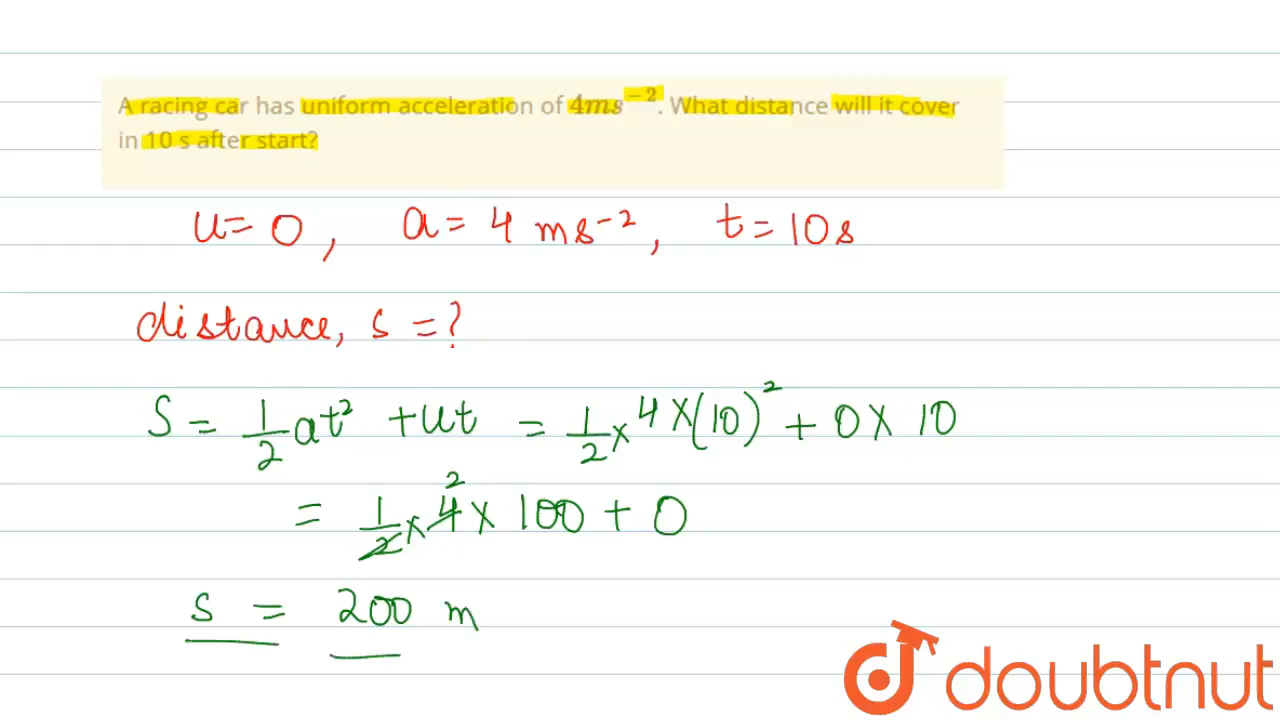 A racing car has uniform acceleration of 4ms⁻². What distance will it cover
in 10 s after start?
u = 0, a = 4 ms⁻², t = 10s
distance, s = ?
S = 1/2 at² + ut = 1/2 × 4 × (10)² + 0 × 10
= 1/2 × 4 2 × 100 + 0
s = 200 m
doubtnut